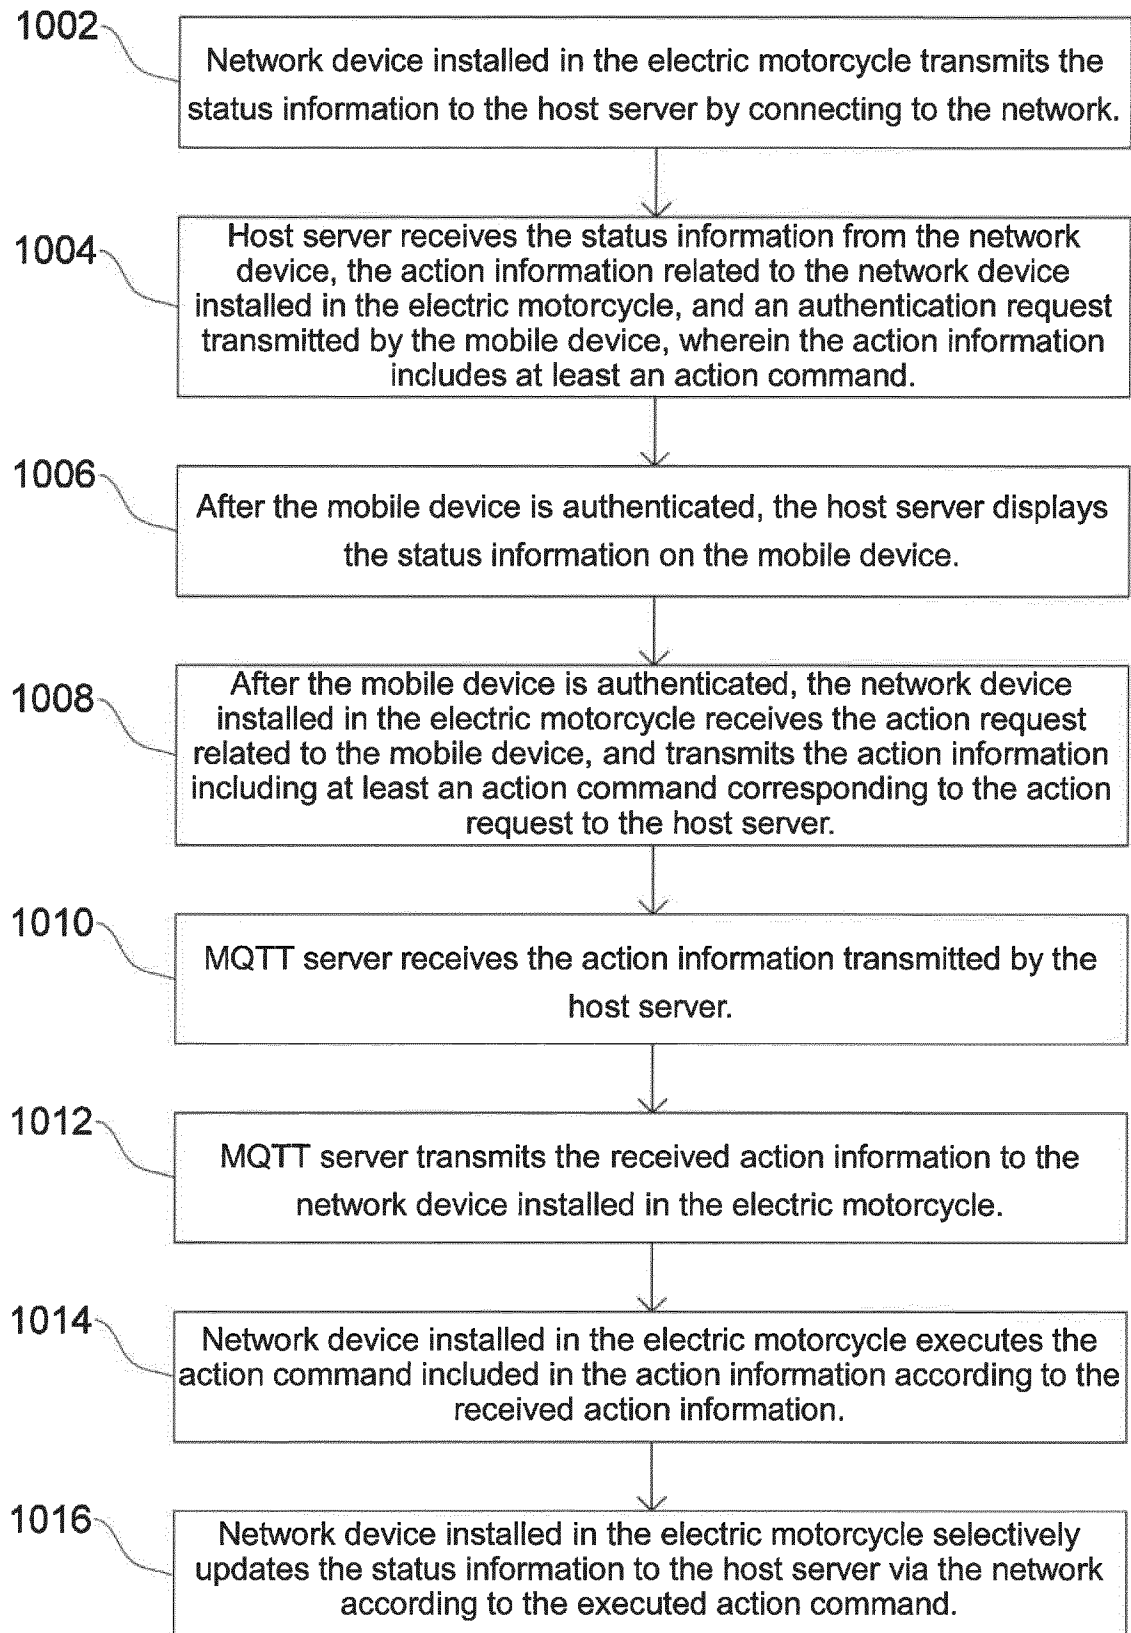 1002
Network device installed in the electric motorcycle transmits the
status information to the host server by connecting to the network.
1004
Host server receives the status information from the network
device, the action information related to the network device
installed in the electric motorcycle, and an authentication request
transmitted by the mobile device, wherein the action information
includes at least an action command.
1006
After the mobile device is authenticated, the host server displays
the status information on the mobile device.
1008
After the mobile device is authenticated, the network device
installed in the electric motorcycle receives the action request
related to the mobile device, and transmits the action information
including at least an action command corresponding to the action
request to the host server.
1010
MQTT server receives the action information transmitted by the
host server.
1012
MQTT server transmits the received action information to the
network device installed in the electric motorcycle.
1014
Network device installed in the electric motorcycle executes the
action command included in the action information according to the
received action information.
1016
Network device installed in the electric motorcycle selectively
updates the status information to the host server via the network
according to the executed action command.